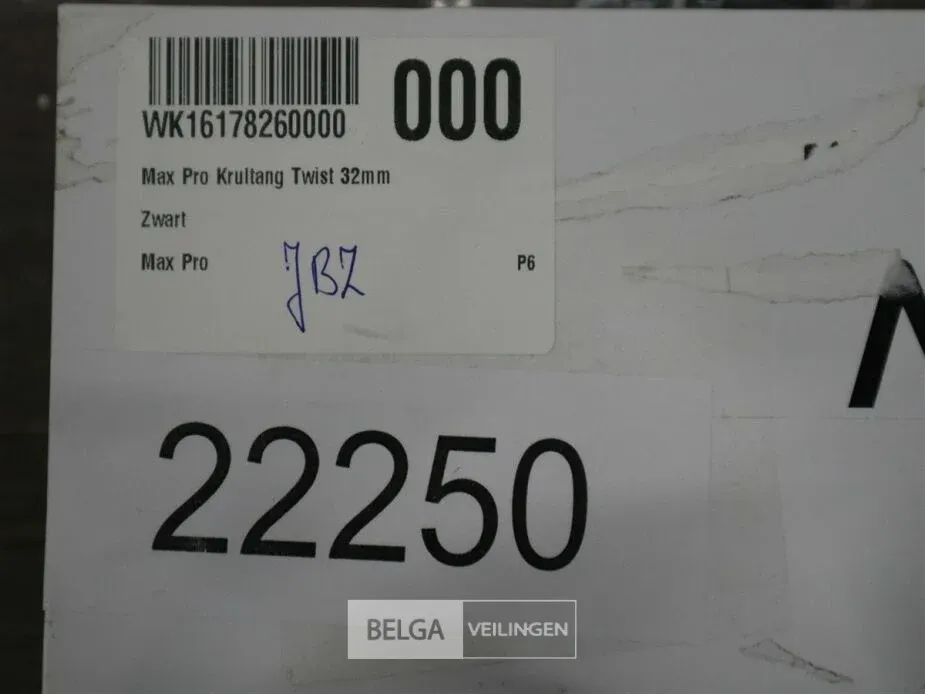 WK16178260000
000
Max Pro Krultang Twist 32mm
Zwart
Max Pro
JBZ
P6
22250
BELGA VEILINGEN